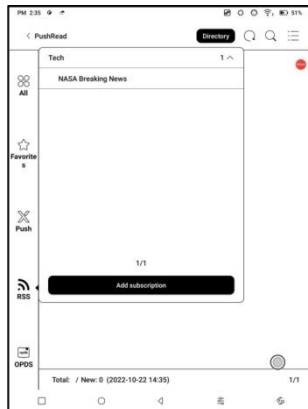 PM 2:35
51%
< PushRead
Directory
Tech 1
NASA Breaking News
All
Favorite
s
Push
1/1
Add subscription
RSS
OPDS
Total: / New: 0 (2022-10-22 14:35) 1/1